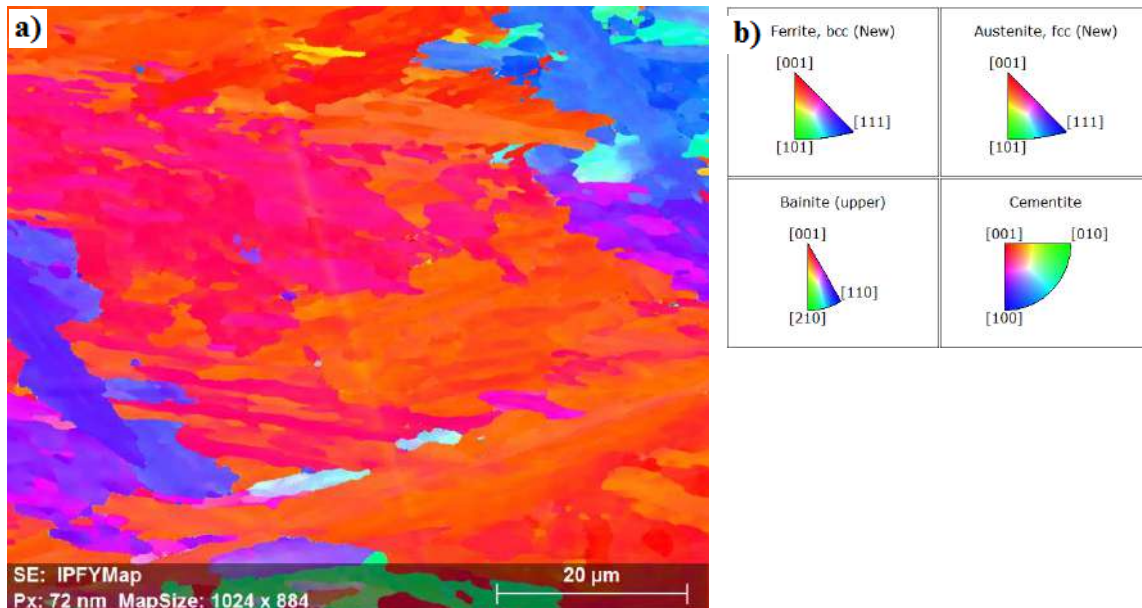 a)
SE: IPFYMap
Px: 72 nm MapSize: 1024 x 884
20 µm
b)
Ferrite, bcc (New)
[001]
[111]
[101]
Austenite, fcc (New)
[001]
[111]
[101]
Bainite (upper)
[001]
[110]
[210]
Cementite
[001]
[010]
[100]